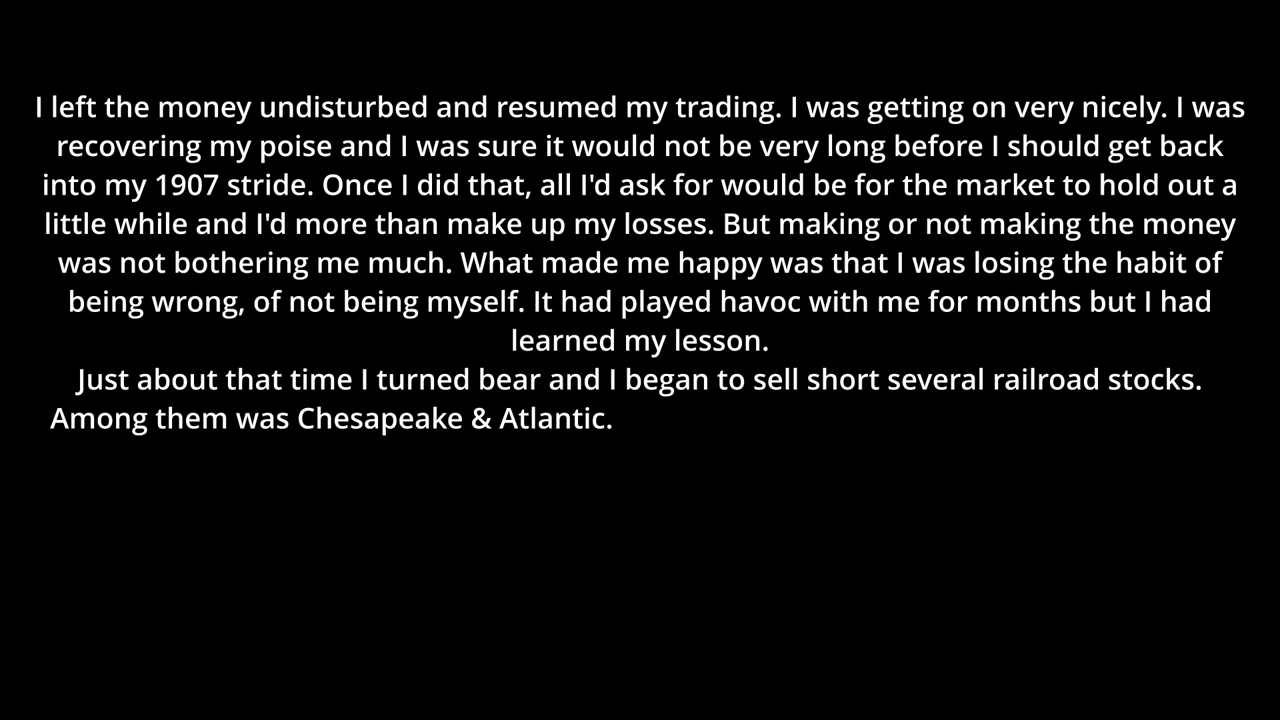 I left the money undisturbed and resumed my trading. I was getting on very nicely. I was
recovering my poise and I was sure it would not be very long before I should get back
into my 1907 stride. Once I did that, all I'd ask for would be for the market to hold out a
little while and I'd more than make up my losses. But making or not making the money
was not bothering me much. What made me happy was that I was losing the habit of
being wrong, of not being myself. It had played havoc with me for months but I had
learned my lesson.
Just about that time I turned bear and I began to sell short several railroad stocks.
Among them was Chesapeake & Atlantic.